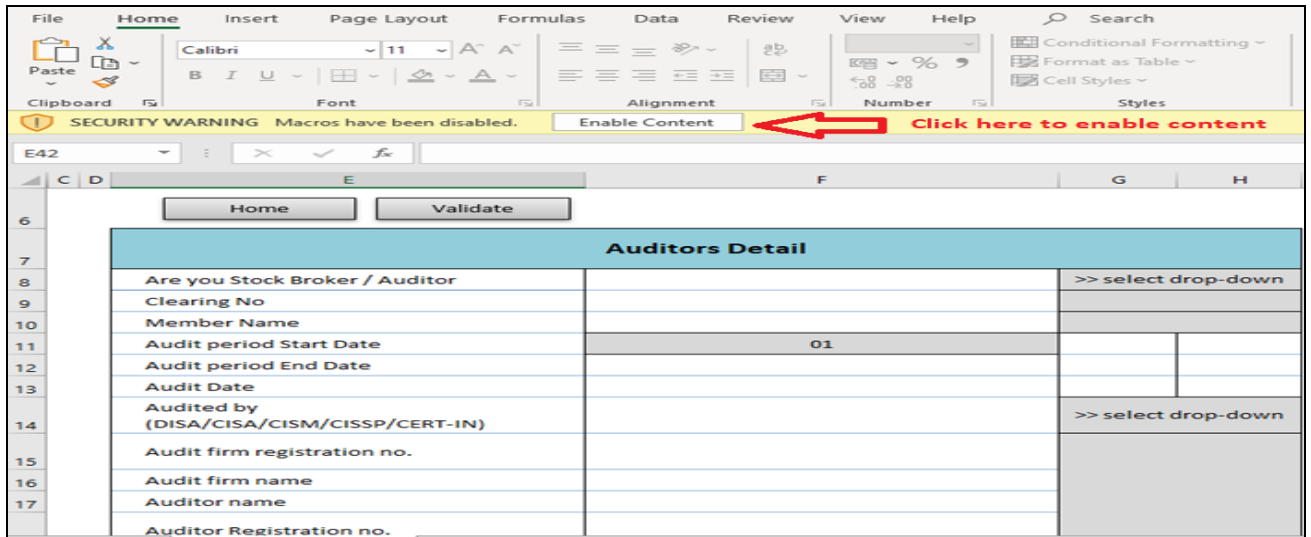 File Home Insert Page Layout Formulas Data Review View Help Search
Calibri 11 A A
ab
Paste B I U A % 9
Conditional Formatting
Format as Table
Cell Styles
Clipboard Font Alignment Number Styles
SECURITY WARNING Macros have been disabled. Enable Content Click here to enable content
E42 fx
C D E F G H
6 Home Validate
7 Auditors Detail
8 Are you Stock Broker / Auditor >> select drop-down
9 Clearing No
10 Member Name
11 Audit period Start Date 01
12 Audit period End Date
13 Audit Date
Audited by
14 (DISA/CISA/CISM/CISSP/CERT-IN) >> select drop-down
15 Audit firm registration no.
16 Audit firm name
17 Auditor name
Auditor Registration no.